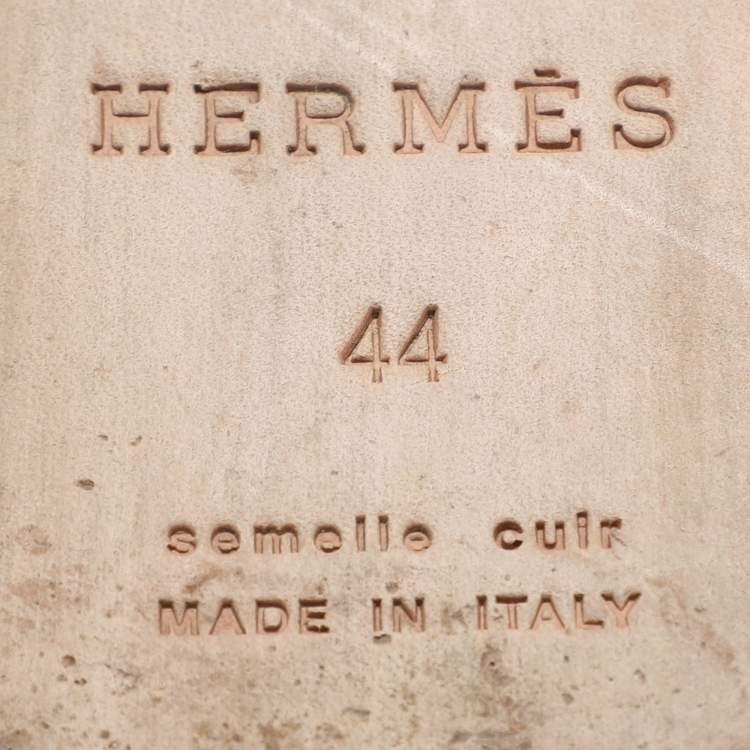 HERMÈS
44
semelle cuir
MADE IN ITALY